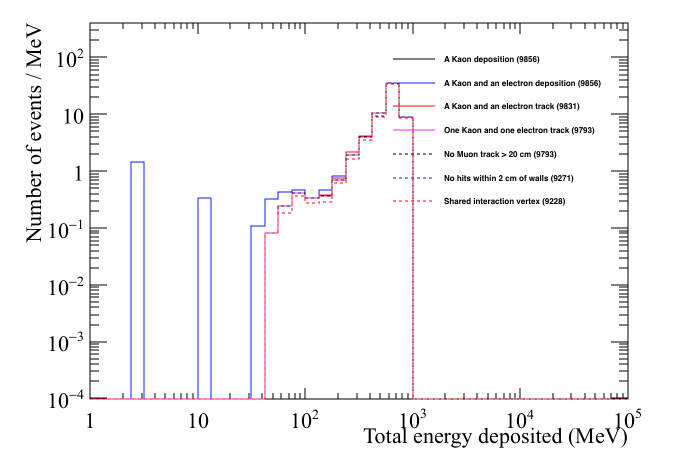 Number of events / MeV
10²
10
1
10⁻¹
10⁻²
10⁻³
10⁻⁴
A Kaon deposition (9856)
A Kaon and an electron deposition (9856)
A Kaon and an electron track (9831)
One Kaon and one electron track (9793)
No Muon track > 20 cm (9793)
No hits within 2 cm of walls (9271)
Shared interaction vertex (9228)
1 10 10² 10³ 10⁴ 10⁵
Total energy deposited (MeV)